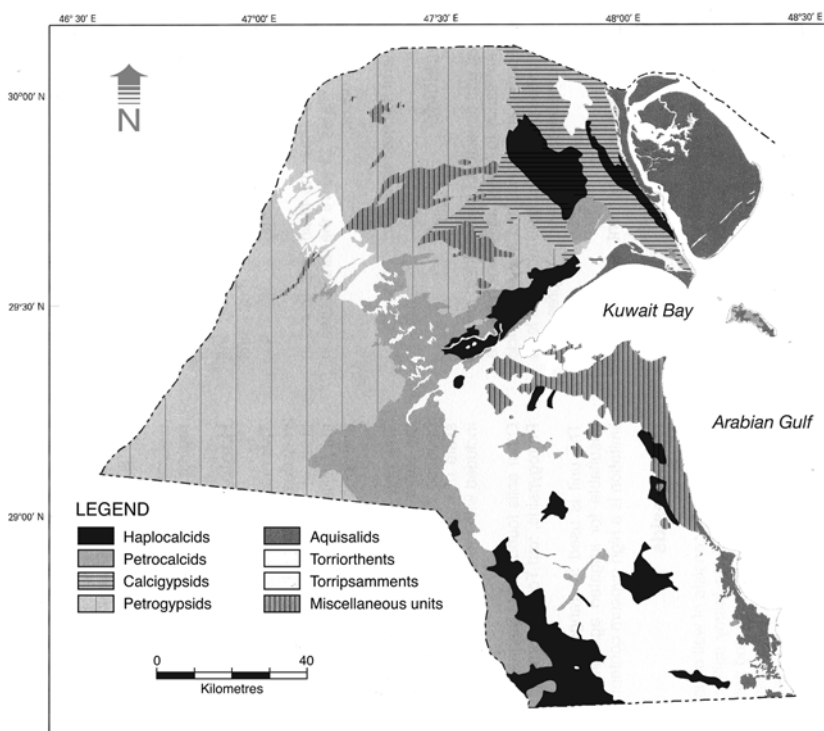 46° 30' E 47°00' E 47°30' E 48°00' E 48°30' E
30°00' N
N
29°30' N
Kuwait Bay
Arabian Gulf
29°00' N
LEGEND
Haplocalcids
Petrocalcids
Calcigypsids
Petrogypsids
Aquisalids
Torriorthents
Torripsamments
Miscellaneous units
0 40
Kilometres